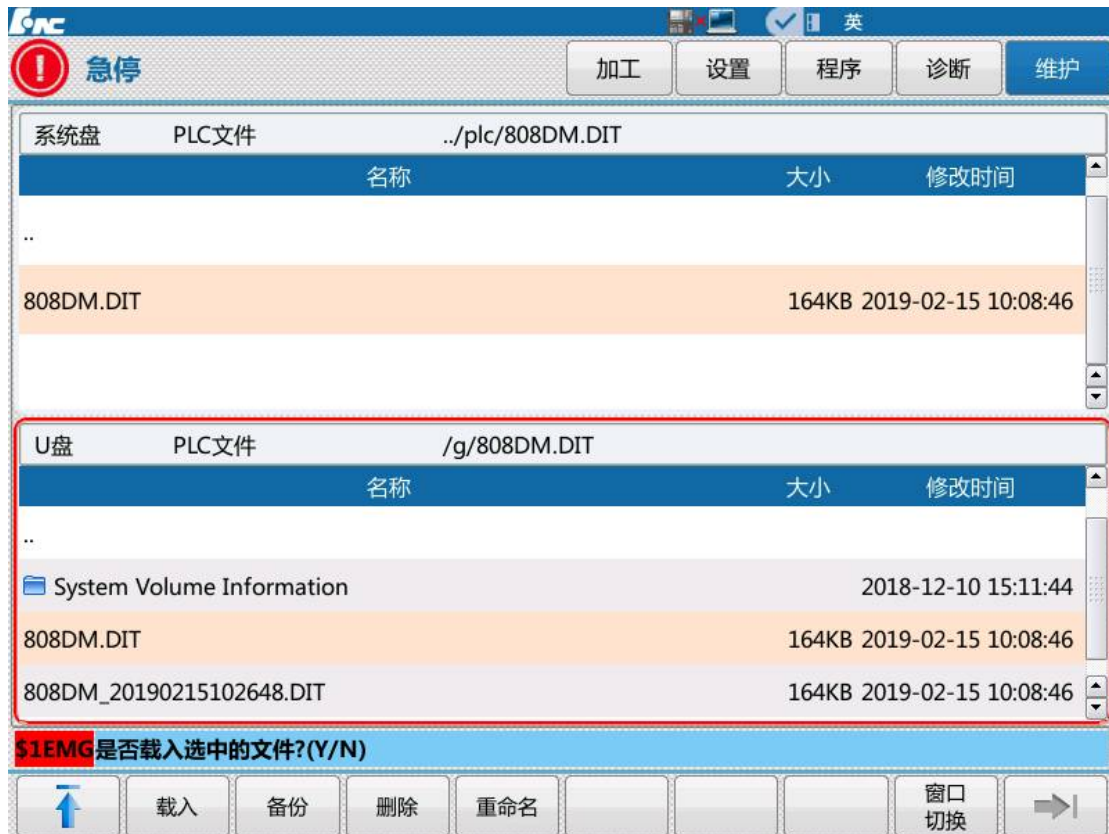 HNC 英
急停 加工 设置 程序 诊断 维护
系统盘 PLC文件 ../plc/808DM.DIT
名称 大小 修改时间
..
808DM.DIT 164KB 2019-02-15 10:08:46
U盘 PLC文件 /g/808DM.DIT
名称 大小 修改时间
..
System Volume Information 2018-12-10 15:11:44
808DM.DIT 164KB 2019-02-15 10:08:46
808DM_20190215102648.DIT 164KB 2019-02-15 10:08:46
$1EMG是否载入选中的文件?(Y/N)
载入 备份 删除 重命名 窗口
切换